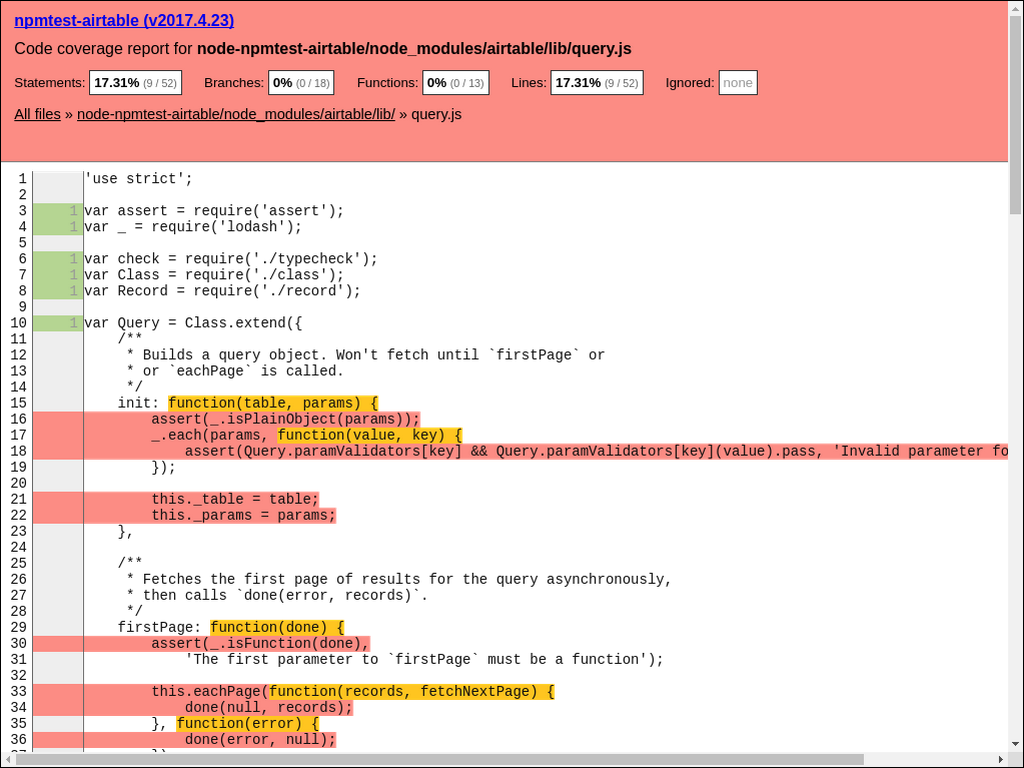 npmtest-airtable (v2017.4.23)
Code coverage report for node-npmtest-airtable/node_modules/airtable/lib/query.js
Statements: 17.31% (9 / 52) Branches: 0% (0 / 18) Functions: 0% (0 / 13) Lines: 17.31% (9 / 52) Ignored: none
All files » node-npmtest-airtable/node_modules/airtable/lib/ » query.js
1 'use strict';
2
3 1 var assert = require('assert');
4 1 var _ = require('lodash');
5
6 1 var check = require('./typecheck');
7 1 var Class = require('./class');
8 1 var Record = require('./record');
9
10 1 var Query = Class.extend({
11 /**
12 * Builds a query object. Won't fetch until `firstPage` or
13 * or `eachPage` is called.
14 */
15 init: function(table, params) {
16 assert(_.isPlainObject(params));
17 _.each(params, function(value, key) {
18 assert(Query.paramValidators[key] && Query.paramValidators[key](value).pass, 'Invalid parameter fo
19 });
20
21 this._table = table;
22 this._params = params;
23 },
24
25 /**
26 * Fetches the first page of results for the query asynchronously,
27 * then calls `done(error, records)`.
28 */
29 firstPage: function(done) {
30 assert(_.isFunction(done),
31 'The first parameter to `firstPage` must be a function');
32
33 this.eachPage(function(records, fetchNextPage) {
34 done(null, records);
35 }, function(error) {
36 done(error, null);